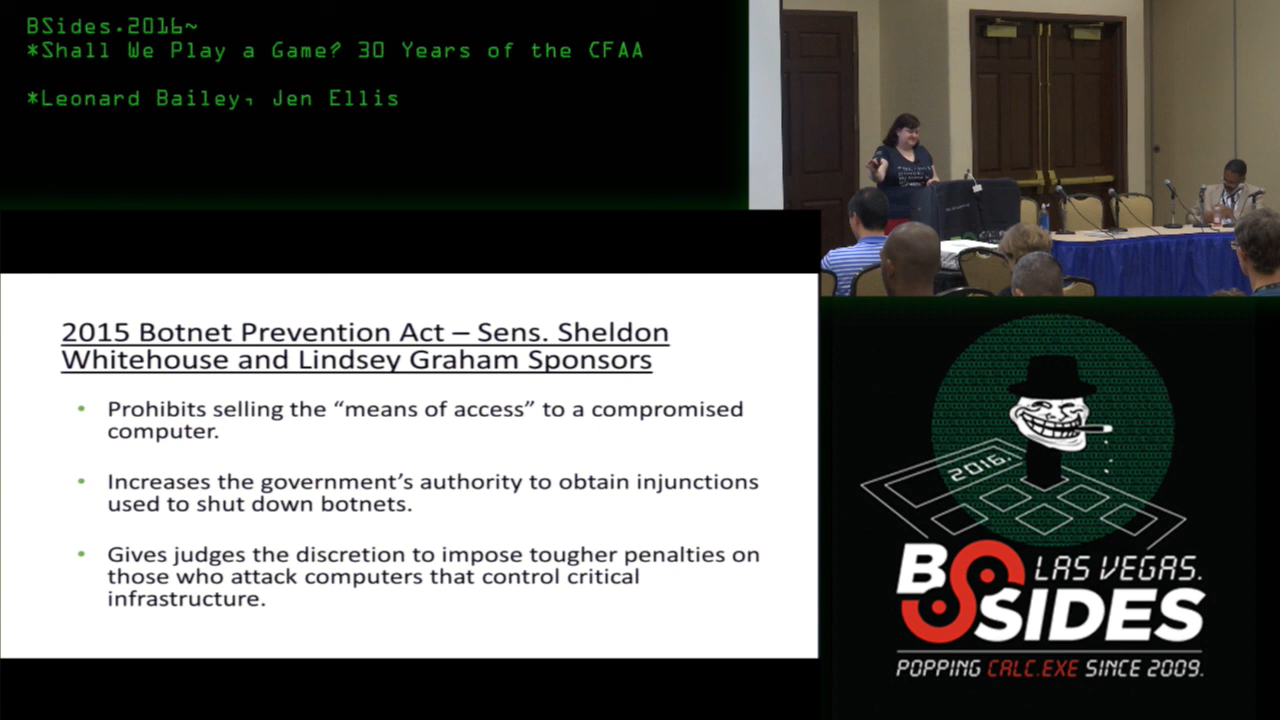 BSides.2016~
*Shall We Play a Game? 30 Years of the CFAA
*Leonard Bailey, Jen Ellis
2015 Botnet Prevention Act – Sens. Sheldon
Whitehouse and Lindsey Graham Sponsors
• Prohibits selling the “means of access” to a compromised
computer.
• Increases the government’s authority to obtain injunctions
used to shut down botnets.
• Gives judges the discretion to impose tougher penalties on
those who attack computers that control critical
infrastructure.
2016.
BSIDES
LAS VEGAS.
POPPING CALC.EXE SINCE 2009.